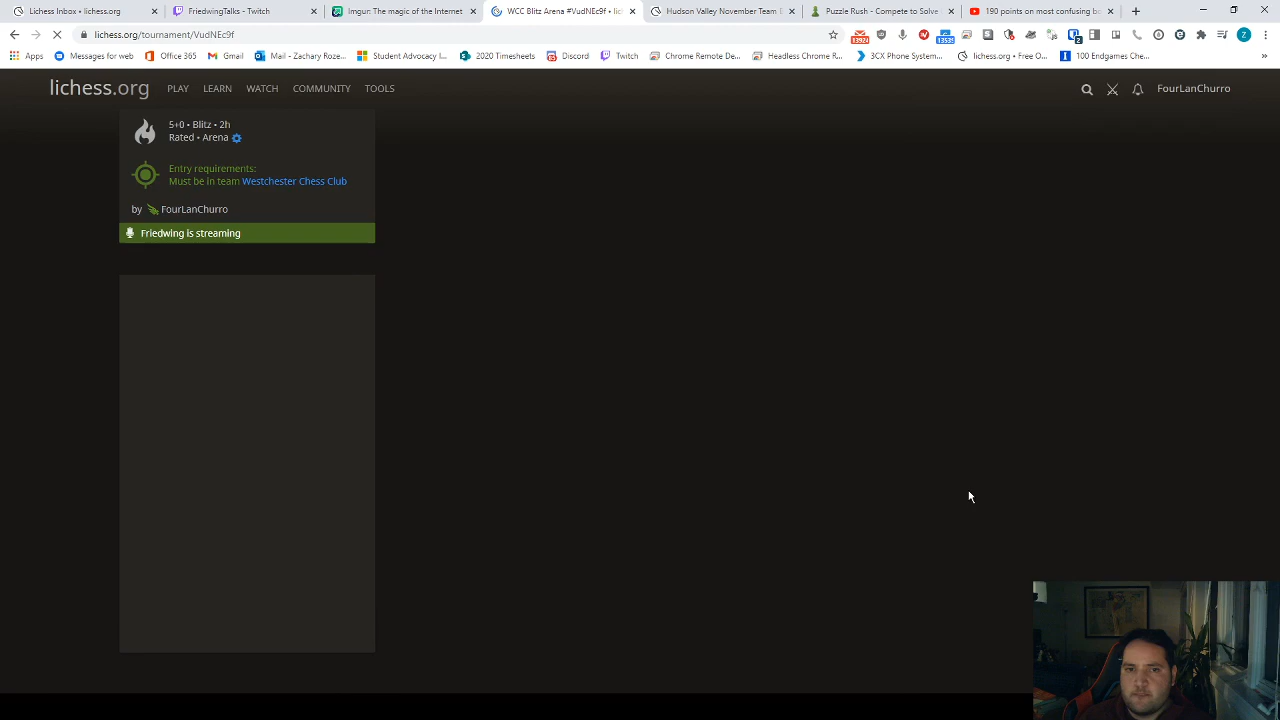 Lichess Inbox • lichess.org
FriedwingTalks - Twitch
Imgur: The magic of the Internet
WCC Blitz Arena #VudNEc9f • lic
Hudson Valley November Team
Puzzle Rush - Compete to Solve
190 points on most confusing
lichess.org/tournament/VudNEc9f
Apps
Messages for web
Office 365
Gmail
Mail - Zachary Roze...
Student Advocacy I...
2020 Timesheets
Discord
Twitch
Chrome Remote De...
Headless Chrome R...
3CX Phone System...
lichess.org • Free O...
100 Endgames Che...
lichess.org
PLAY
LEARN
WATCH
COMMUNITY
TOOLS
FourLanChurro
5+0 • Blitz • 2h
Rated • Arena
Entry requirements:
Must be in team Westchester Chess Club
by FourLanChurro
Friedwing is streaming